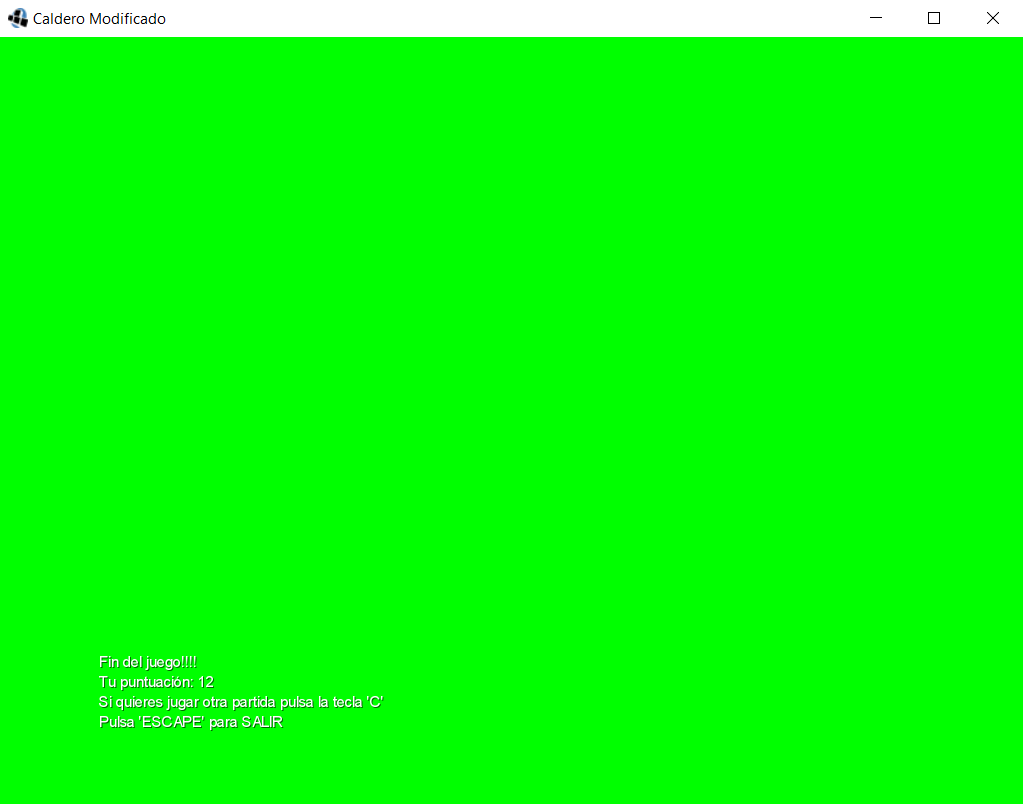 Caldero Modificado
Fin del juego!!!!
Tu puntuación: 12
Si quieres jugar otra partida pulsa la tecla 'C'
Pulsa 'ESCAPE' para SALIR